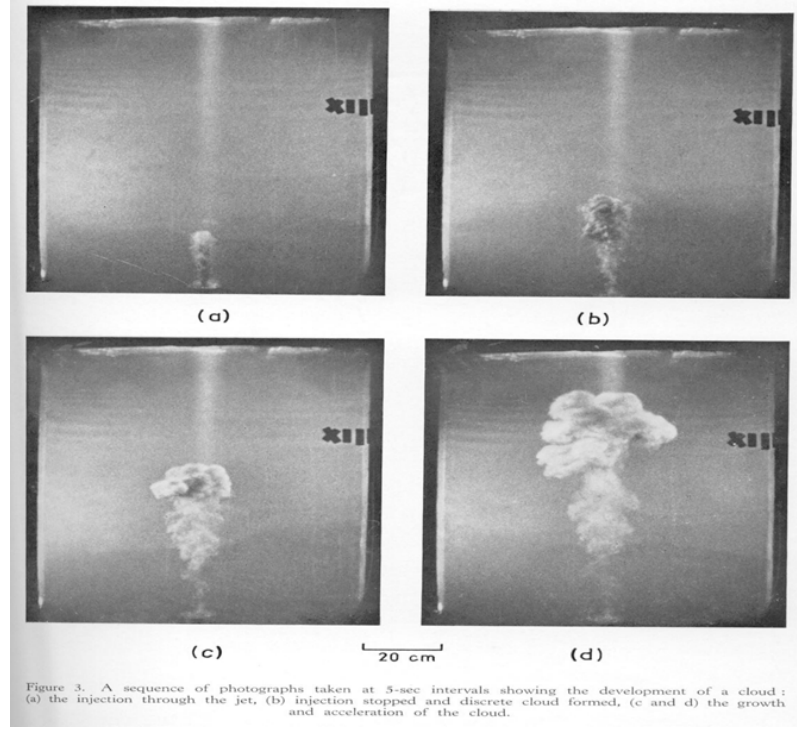 (a)
(b)
(c)
20 cm
(d)
Figure 3. A sequence of photographs taken at 5-sec intervals showing the development of a cloud :
(a) the injection through the jet, (b) injection stopped and discrete cloud formed, (c and d) the growth
and acceleration of the cloud.